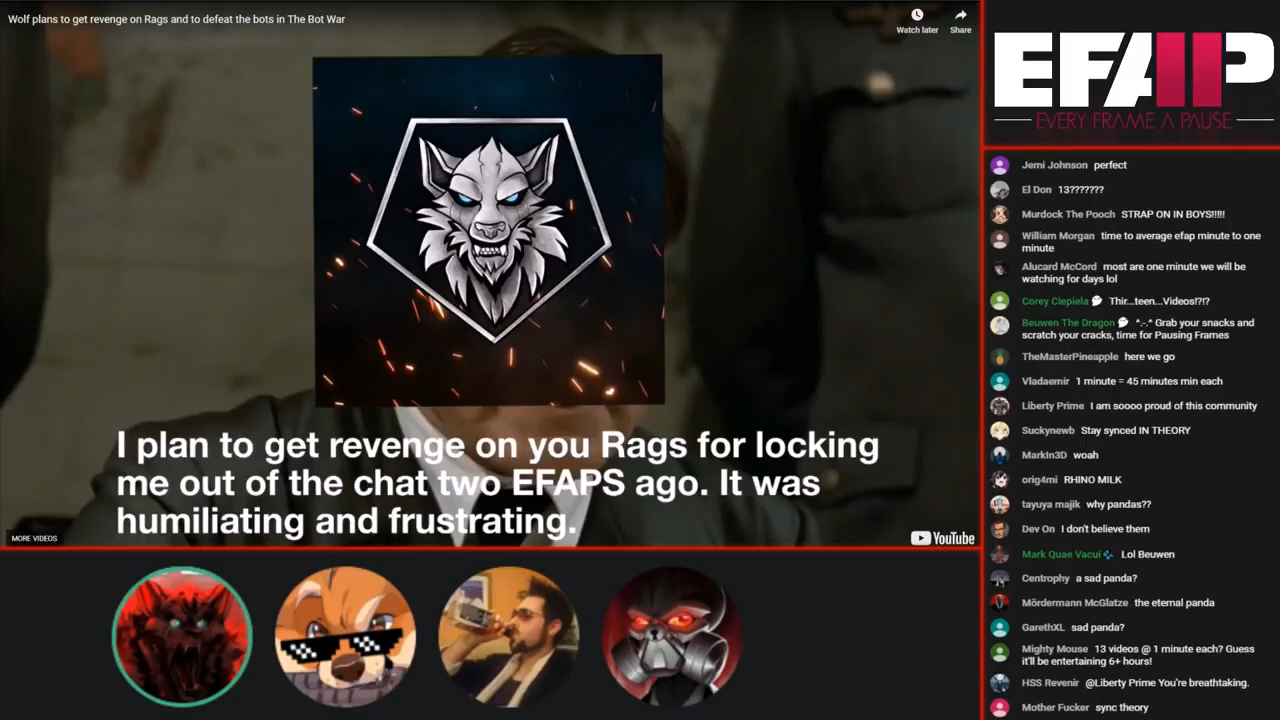 Wolf plans to get revenge on Rags and to defeat the bots in The Bot War
Watch later
Share
I plan to get revenge on you Rags for locking
me out of the chat two EFAPS ago. It was
humiliating and frustrating.
MORE VIDEOS
YouTube
EFAP
EVERY FRAME A PAUSE
Jemi Johnson perfect
El Don 13???????
Murdock The Pooch STRAP ON IN BOYS!!!!!
William Morgan time to average efap minute to one
minute
Alucard McCord most are one minute we will be
watching for days lol
Corey Ciepiela Thir...teen...Videos!?!?
Beuwen The Dragon ^.-.^ Grab your snacks and
scratch your cracks, time for Pausing Frames
TheMasterPineapple here we go
Vladaemir 1 minute = 45 minutes min each
Liberty Prime I am soooo proud of this community
Suckynewb Stay synced IN THEORY
MarkIn3D woah
orig4mi RHINO MILK
tayuya majik why pandas??
Dev On I don't believe them
Mark Quae Vacui Lol Beuwen
Centrophy a sad panda?
Mördermann McGlatze the eternal panda
GarethXL sad panda?
Mighty Mouse 13 videos @ 1 minute each? Guess
it'll be entertaining 6+ hours!
HSS Revenir @Liberty Prime You're breathtaking.
Mother Fucker sync theory